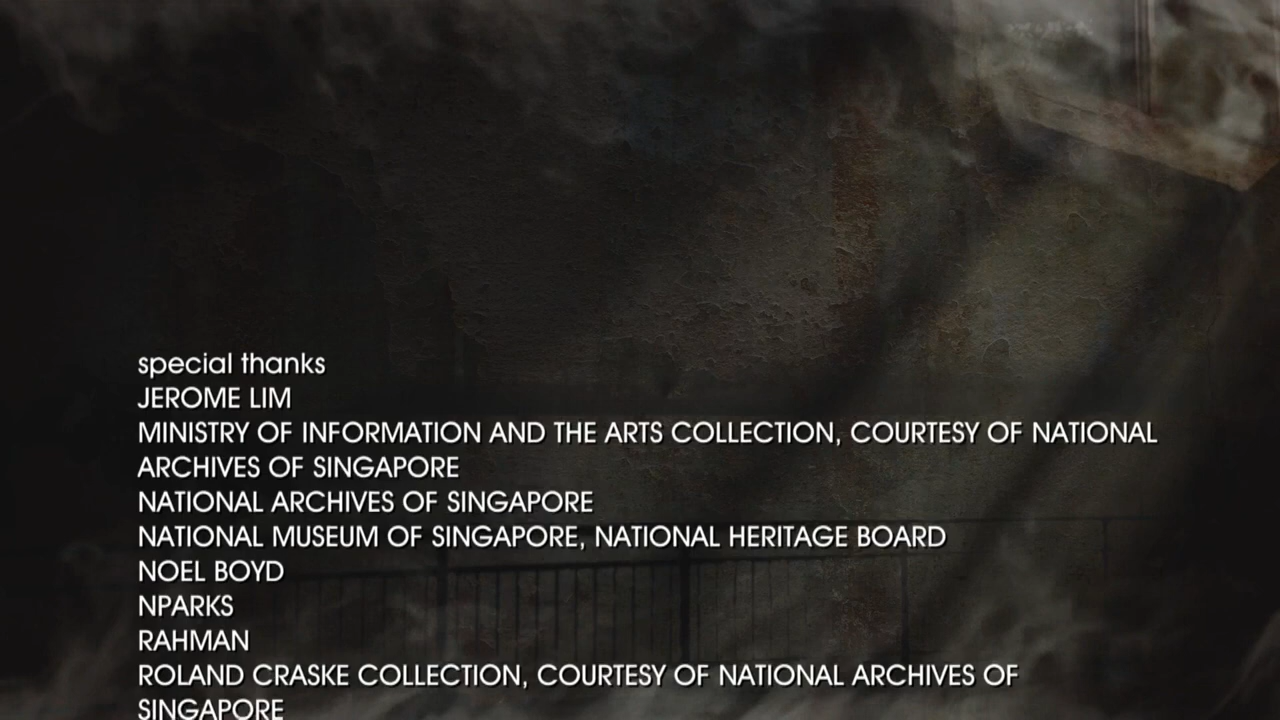 special thanks
JEROME LIM
MINISTRY OF INFORMATION AND THE ARTS COLLECTION, COURTESY OF NATIONAL
ARCHIVES OF SINGAPORE
NATIONAL ARCHIVES OF SINGAPORE
NATIONAL MUSEUM OF SINGAPORE, NATIONAL HERITAGE BOARD
NOEL BOYD
NPARKS
RAHMAN
ROLAND CRASKE COLLECTION, COURTESY OF NATIONAL ARCHIVES OF
SINGAPORE